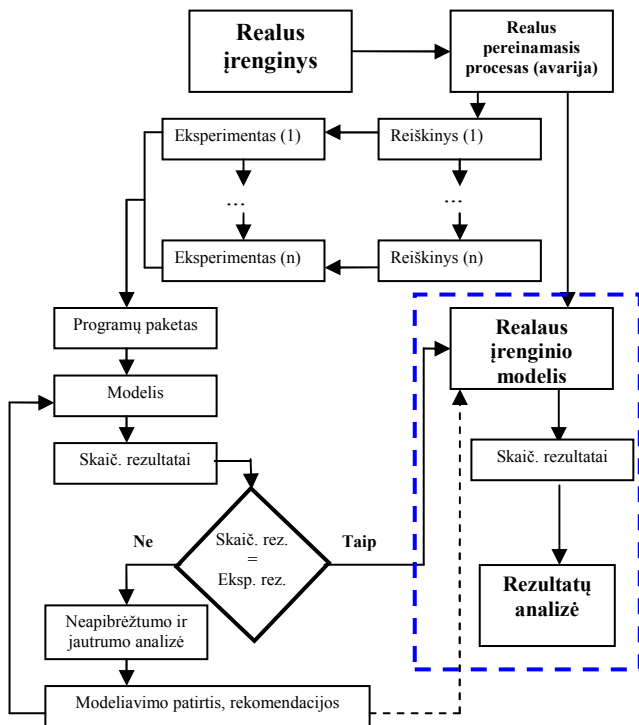 Realus
įrenginys
Realus
pereinamasis
procesas (avarija)
Eksperimentas (1)
Reiškinys (1)
...
...
Eksperimentas (n)
Reiškinys (n)
Programų paketas
Realaus
įrenginio
modelis
Modelis
Skaič. rezultatai
Skaič. rezultatai
Ne
Skaič. rez.
=
Eksp. rez.
Taip
Rezultatų
analizė
Neapibrėžtumo ir
jautrumo analizė
Modeliavimo patirtis, rekomendacijos